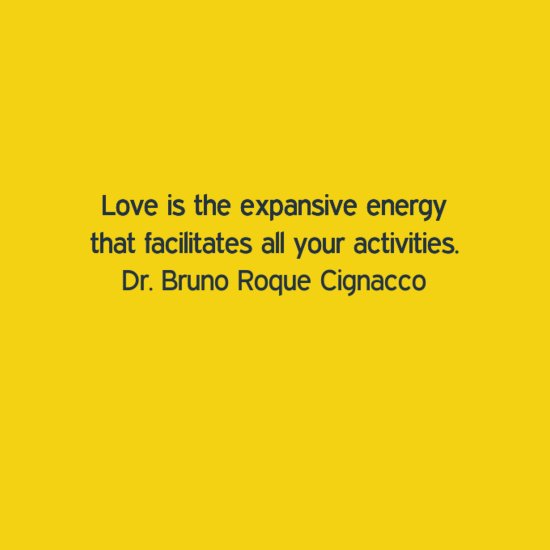 Love is the expansive energy
that facilitates all your activities.
Dr. Bruno Roque Cignacco